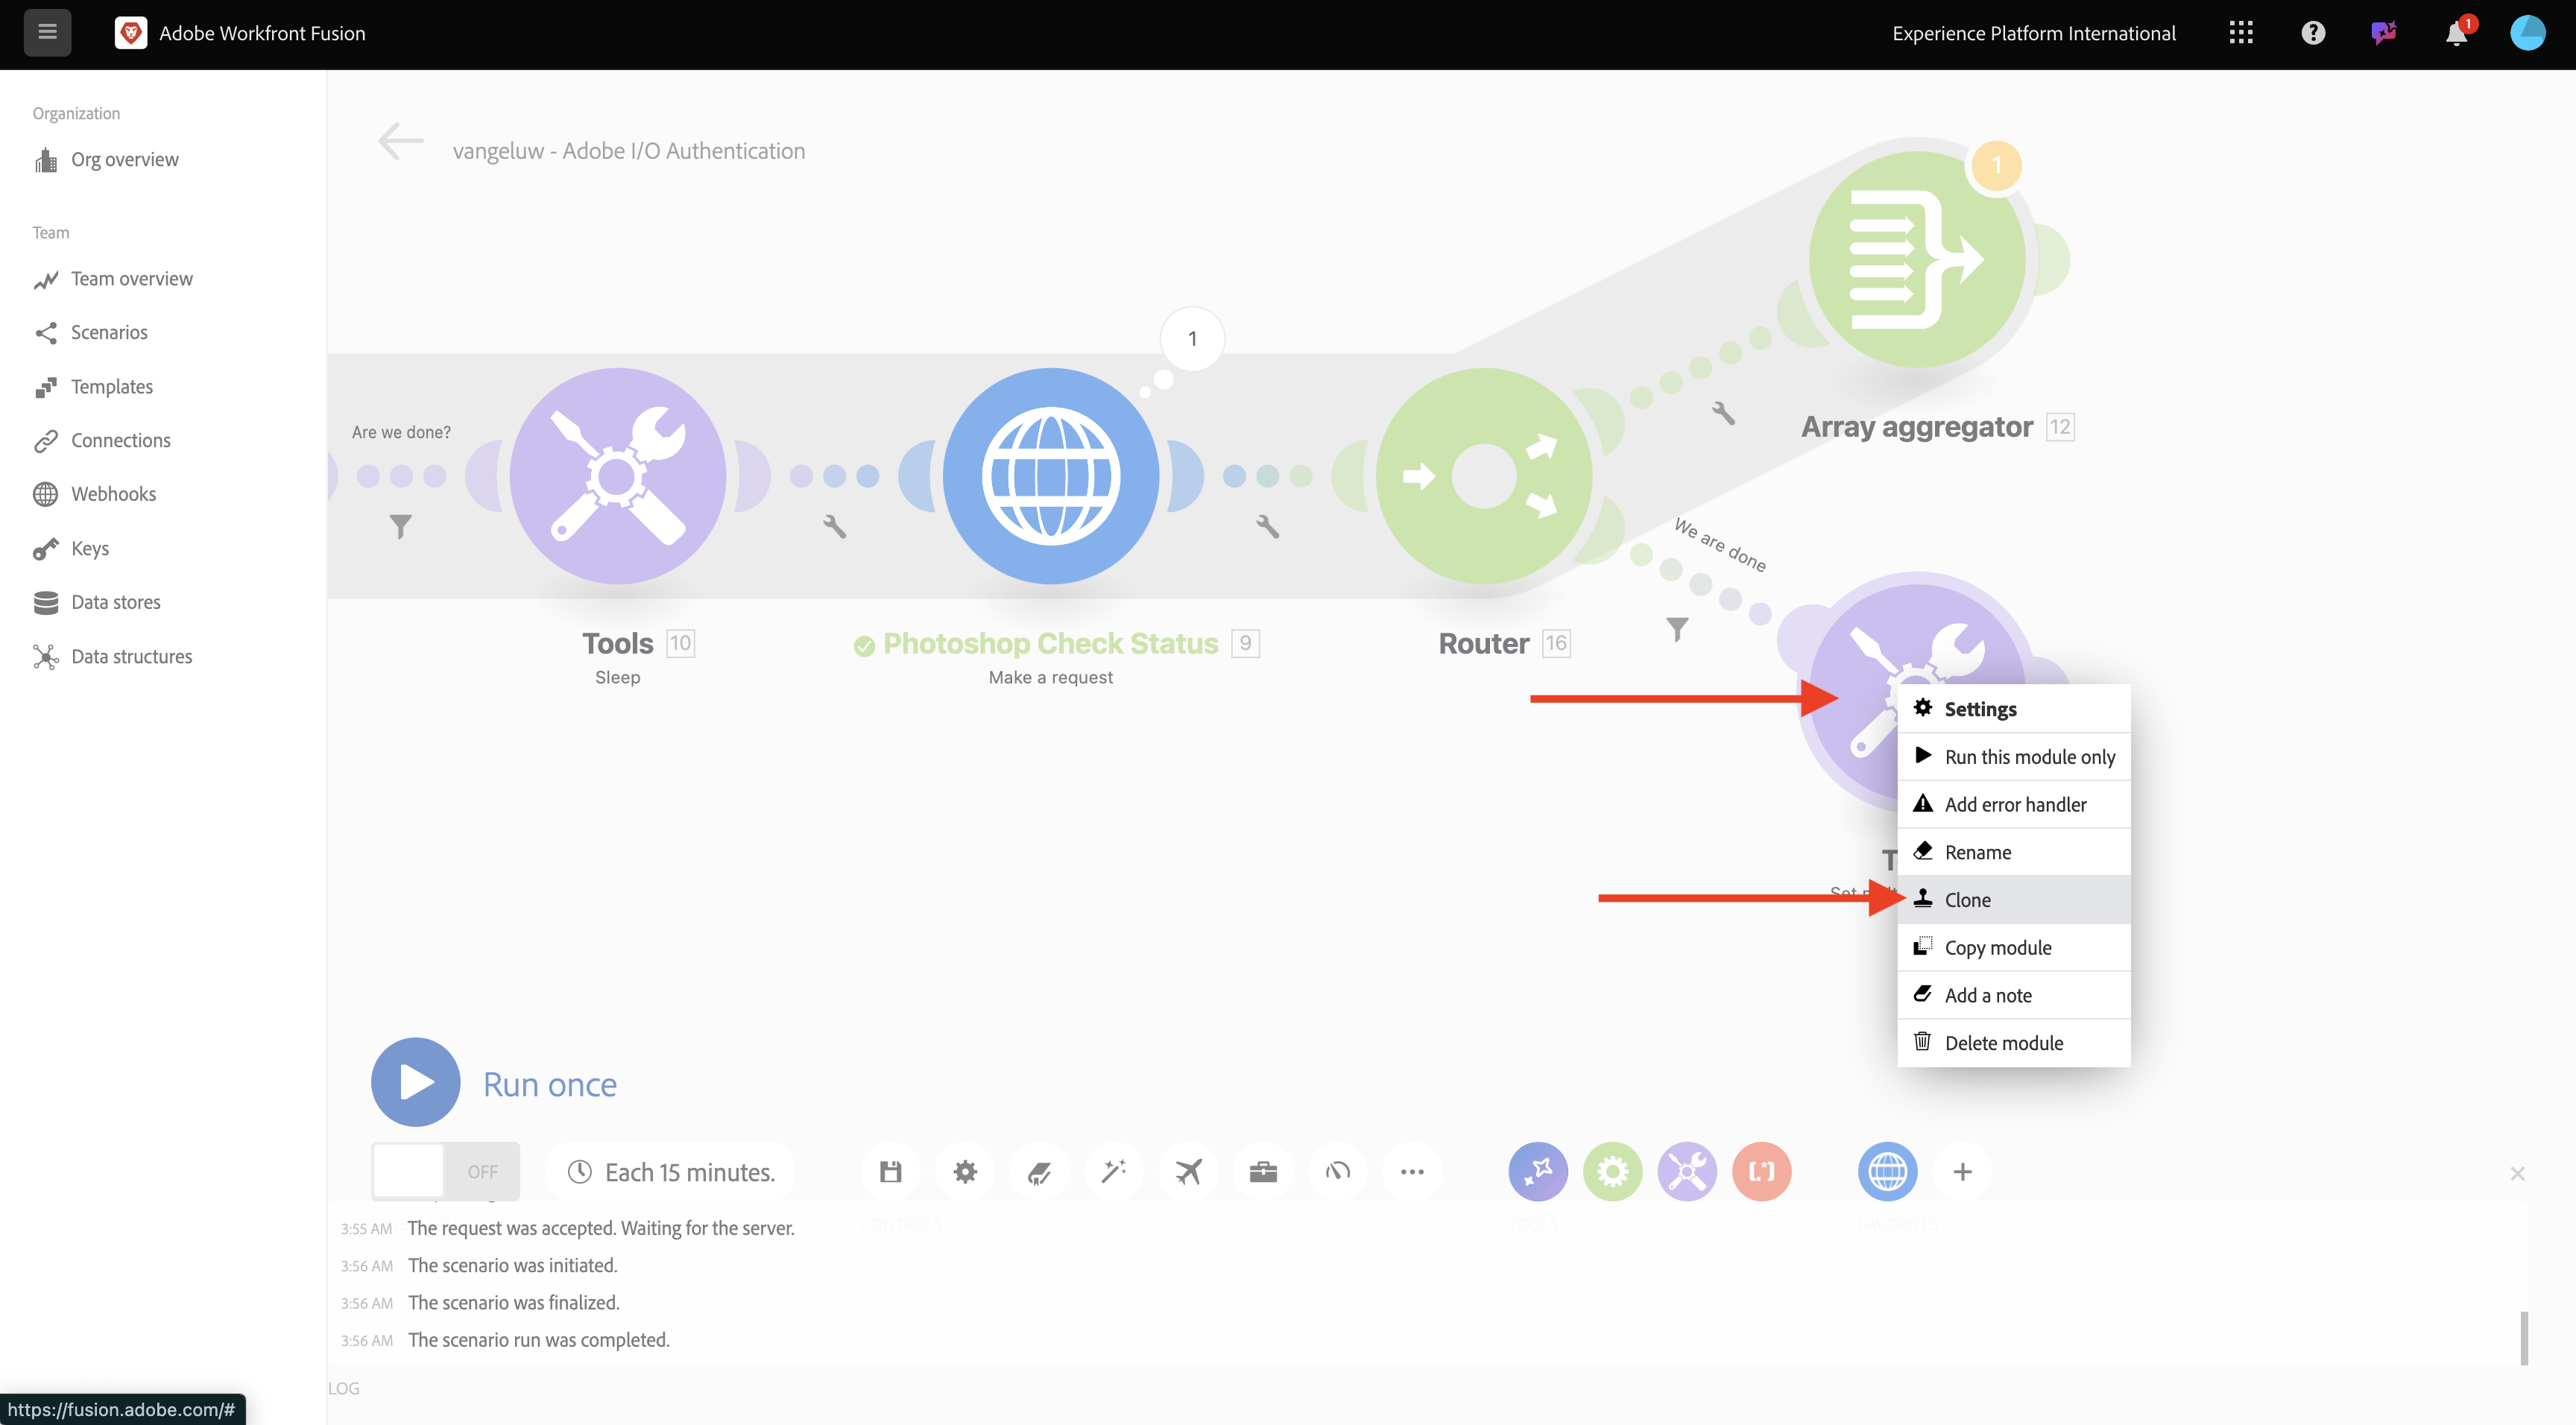 Adobe Workfront Fusion
Experience Platform International
1
Organization
Org overview
Team
Team overview
Scenarios
Templates
Connections
Webhooks
Keys
Data stores
Data structures
vangeluw - Adobe I/O Authentication
1
1
Are we done?
Array aggregator 12
We are done
Tools 10
Sleep
Photoshop Check Status 9
Make a request
Router 16
Settings
Run this module only
Add error handler
Rename
Clone
Copy module
Add a note
Delete module
Run once
OFF
Each 15 minutes.
CONTROLS
TOOLS
FAVORITES
3:55 AM The request was accepted. Waiting for the server.
3:56 AM The scenario was initiated.
3:56 AM The scenario was finalized.
3:56 AM The scenario run was completed.
LOG
https://fusion.adobe.com/#